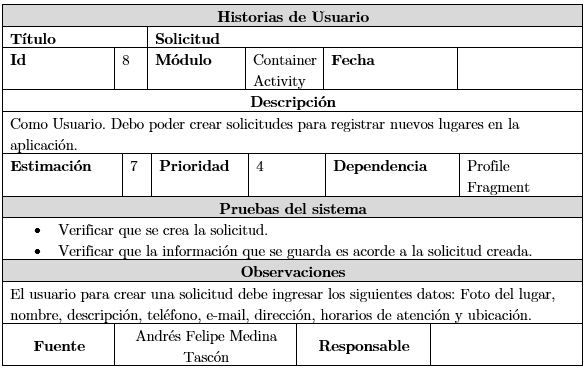 Historias de Usuario
Título Solicitud
Id 8 Módulo Container Activity Fecha
Descripción
Como Usuario. Debo poder crear solicitudes para registrar nuevos lugares en la
aplicación.
Estimación 7 Prioridad 4 Dependencia Profile Fragment
Pruebas del sistema
• Verificar que se crea la solicitud.
• Verificar que la información que se guarda es acorde a la solicitud creada.
Observaciones
El usuario para crear una solicitud debe ingresar los siguientes datos: Foto del lugar,
nombre, descripción, teléfono, e-mail, dirección, horarios de atención y ubicación.
Fuente Andrés Felipe Medina Tascón Responsable